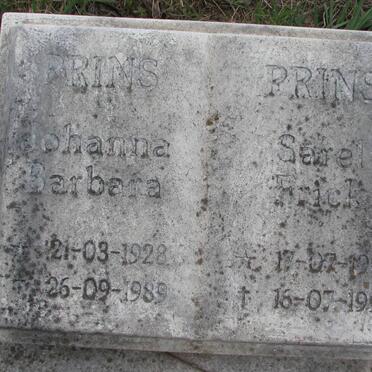 PRINS
Johanna
Barbara
* 21-03-1928
† 26-09-1989
PRINS
Sarel
* 17-07-19
† 16-07-19